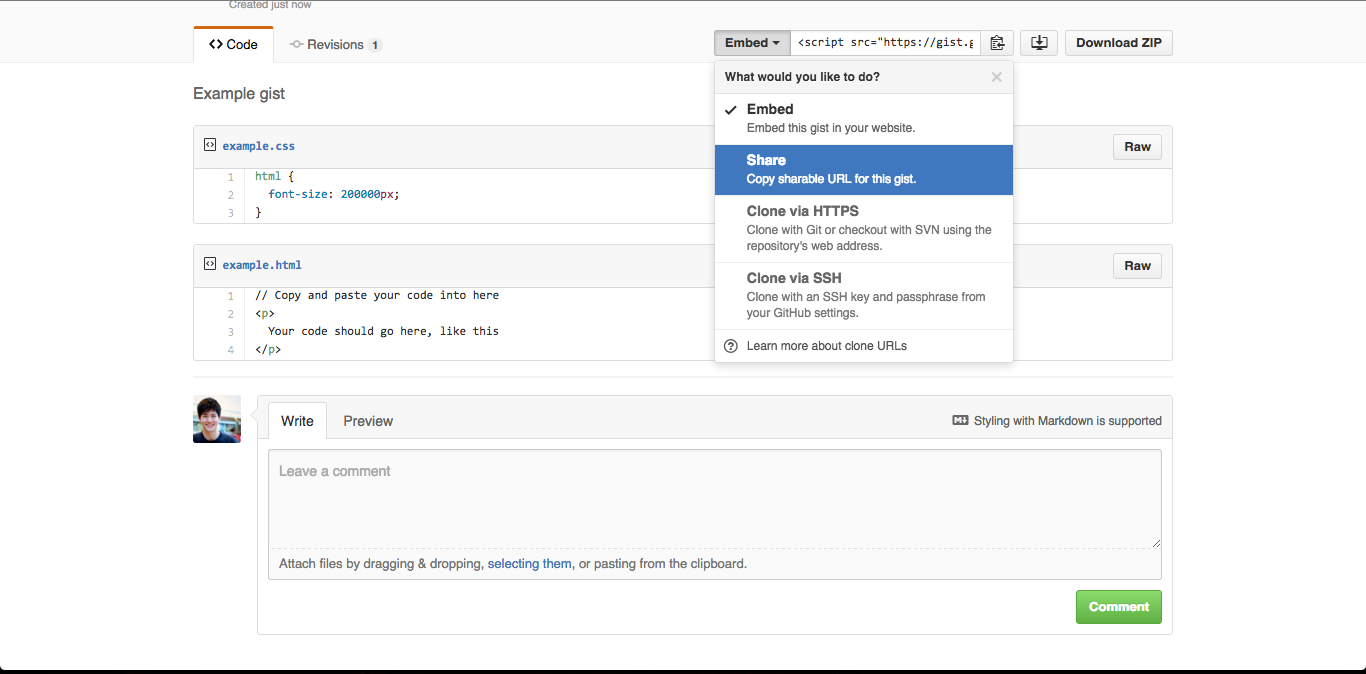 Created just now
Code Revisions 1 Embed <script src="https://gist.g Download ZIP
What would you like to do?
Embed
Embed this gist in your website.
Share
Copy sharable URL for this gist.
Clone via HTTPS
Clone with Git or checkout with SVN using the
repository's web address.
Clone via SSH
Clone with an SSH key and passphrase from
your GitHub settings.
Learn more about clone URLs
Example gist
example.css Raw
1 html {
2 font-size: 200000px;
3 }
example.html Raw
1 // Copy and paste your code into here
2 <p>
3 Your code should go here, like this
4 </p>
Write Preview Styling with Markdown is supported
Leave a comment
Attach files by dragging & dropping, selecting them, or pasting from the clipboard.
Comment